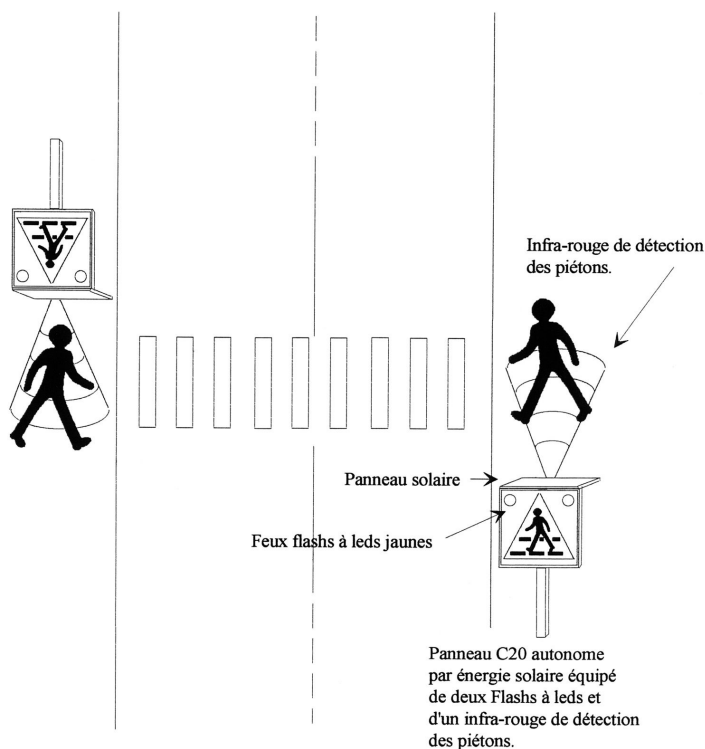 Infra-rouge de détection
des piétons.
Panneau solaire
Feux flashs à leds jaunes
Panneau C20 autonome
par énergie solaire équipé
de deux Flashs à leds et
d'un infra-rouge de détection
des piétons.